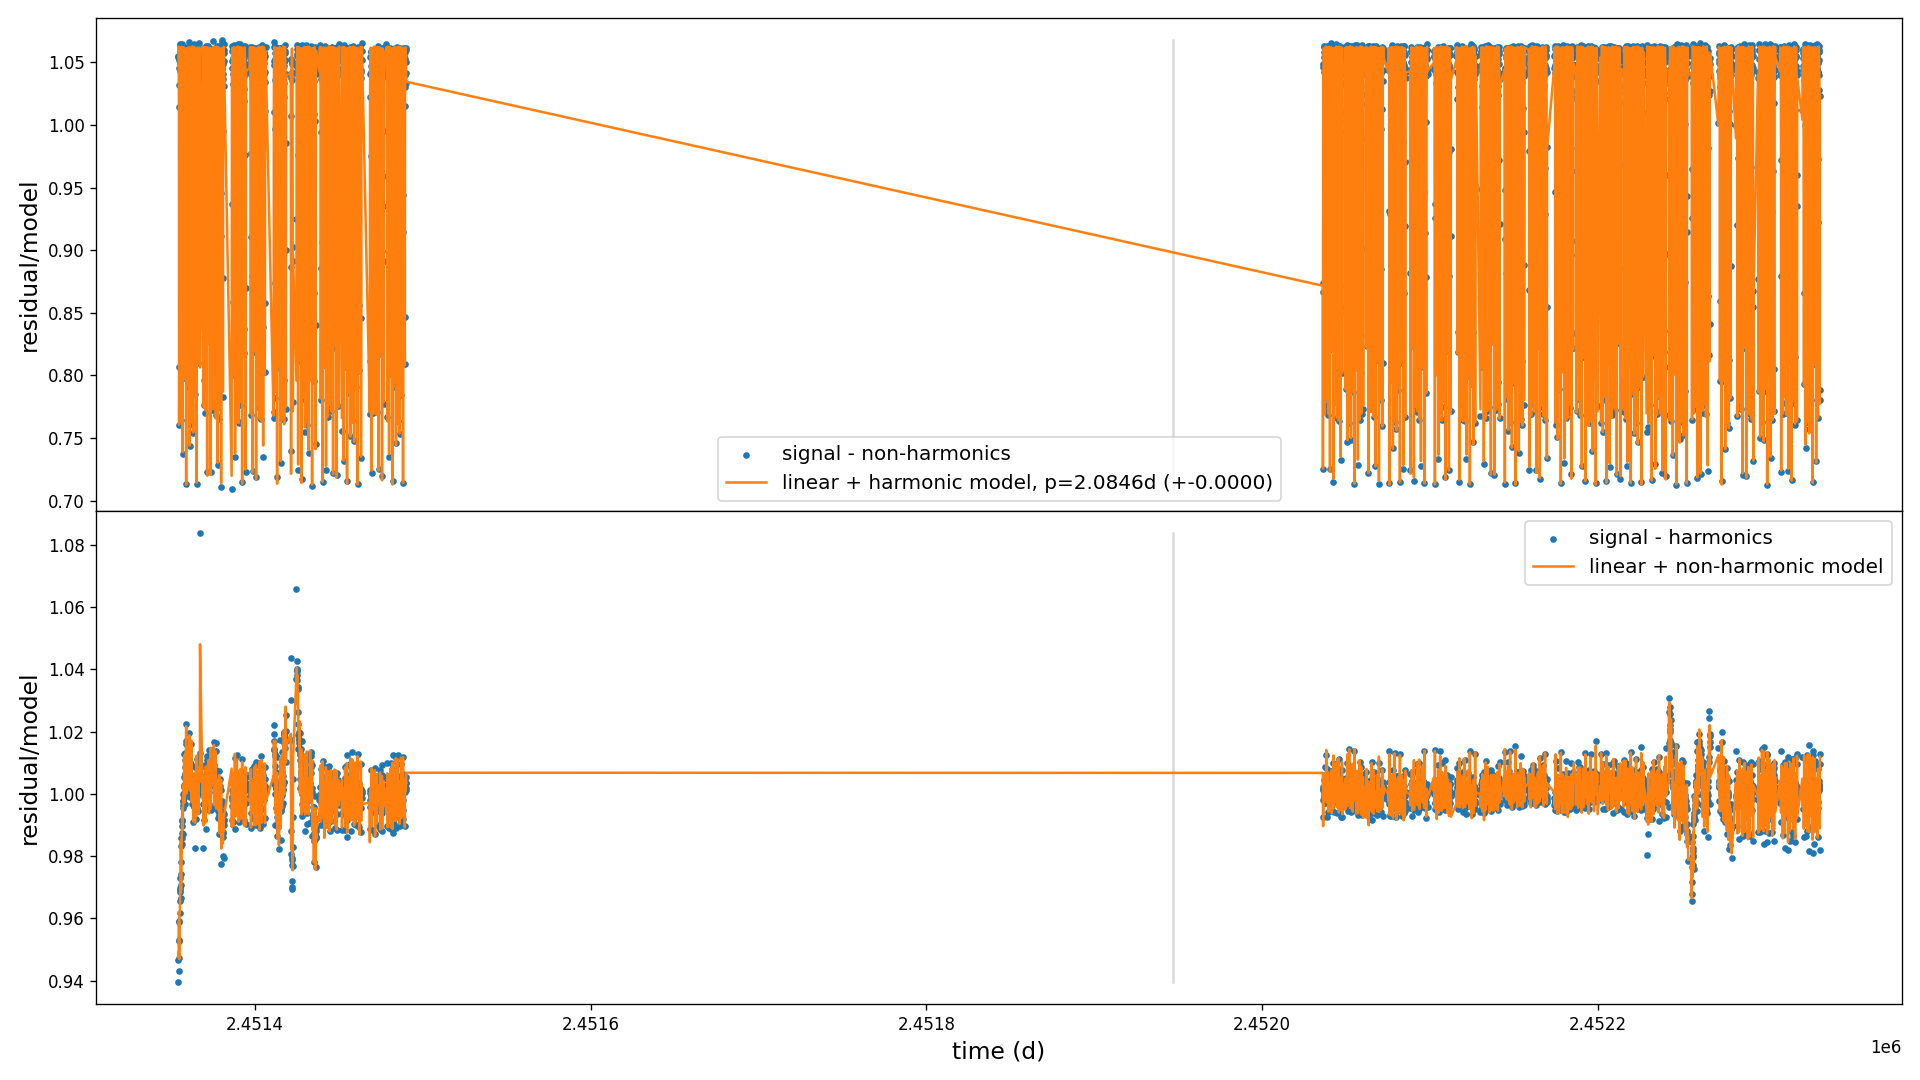 residual/model
1.05
1.00
0.95
0.90
0.85
0.80
0.75
0.70
signal - non-harmonics
linear + harmonic model, p=2.0846d (+-0.0000)
residual/model
1.08
1.06
1.04
1.02
1.00
0.98
0.96
0.94
signal - harmonics
linear + non-harmonic model
2.4514
2.4516
2.4518
2.4520
2.4522
1e6
time (d)